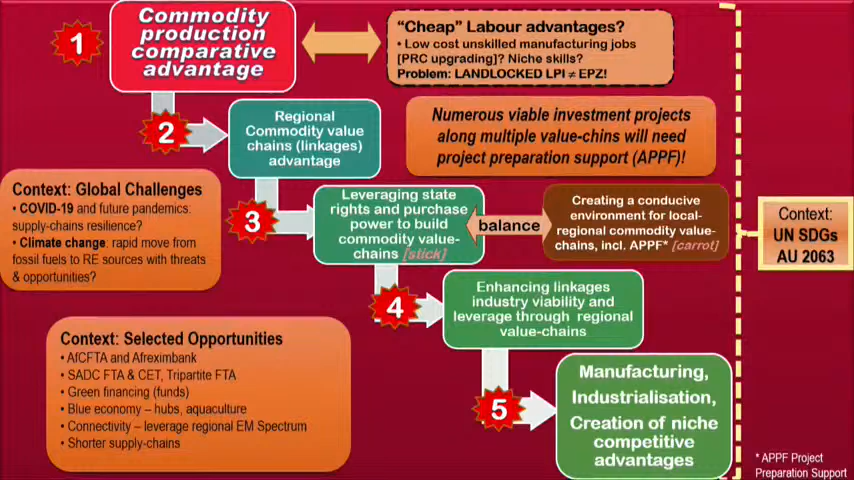 1
Commodity
production
comparative
advantage
“Cheap” Labour advantages?
• Low cost unskilled manufacturing jobs
[PRC upgrading]? Niche skills?
Problem: LANDLOCKED LPI ≠ EPZ!
2
Regional
Commodity value
chains (linkages)
advantage
Numerous viable investment projects
along multiple value-chins will need
project preparation support (APPF)!
Context: Global Challenges
• COVID-19 and future pandemics:
supply-chains resilience?
• Climate change: rapid move from
fossil fuels to RE sources with threats
& opportunities?
3
Leveraging state
rights and purchase
power to build
commodity value-
chains [stick]
balance
Creating a conducive
environment for local-
regional commodity value-
chains, incl. APPF* [carrot]
Context:
UN SDGs
AU 2063
4
Enhancing linkages
industry viability and
leverage through regional
value-chains
Context: Selected Opportunities
• AfCFTA and Afreximbank
• SADC FTA & CET, Tripartite FTA
• Green financing (funds)
• Blue economy – hubs, aquaculture
• Connectivity – leverage regional EM Spectrum
• Shorter supply-chains
5
Manufacturing,
Industrialisation,
Creation of niche
competitive
advantages
* APPF Project
Preparation Support